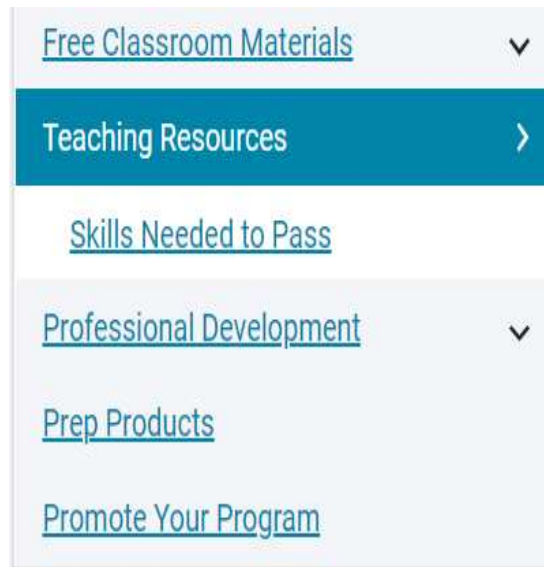 Free Classroom Materials
Teaching Resources
Skills Needed to Pass
Professional Development
Prep Products
Promote Your Program